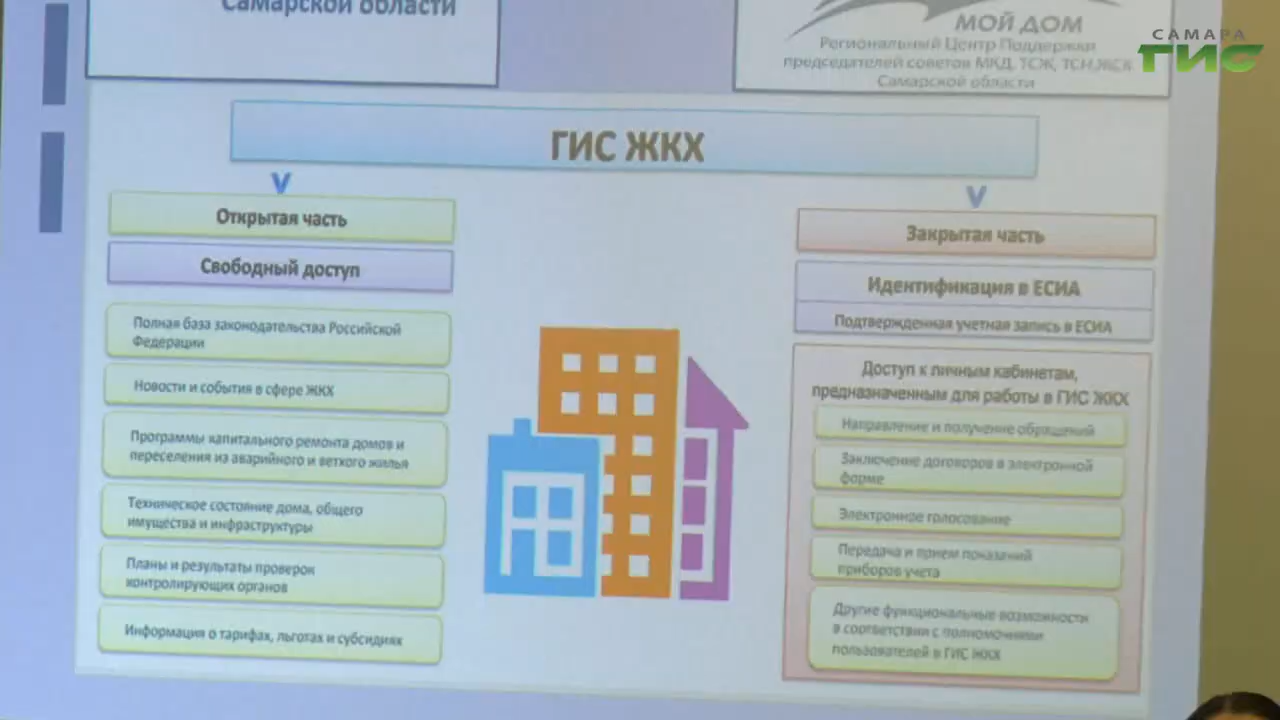 Самарской области
МОЙ ДОМ
Региональный Центр Поддержки
председателей советов МКД, ТСЖ, ТСН, ЖСК
Самарской области
САМАРА
ГИС
ГИС ЖКХ
Открытая часть
Свободный доступ
Полная база законодательства Российской
Федерации
Новости и события в сфере ЖКХ
Программы капитального ремонта домов и
переселения из аварийного и ветхого жилья
Техническое состояние дома, общего
имущества и инфраструктуры
Планы и результаты проверок
контролирующих органов
Информация о тарифах, льготах и субсидиях
Закрытая часть
Идентификация в ЕСИА
Подтвержденная учетная запись в ЕСИА
Доступ к личным кабинетам,
предназначенным для работы в ГИС ЖКХ
Направление и получение обращений
Заключение договоров в электронной
форме
Электронное голосование
Передача и прием показаний
приборов учета
Другие функциональные возможности
в соответствии с полномочиями
пользователей в ГИС ЖКХ